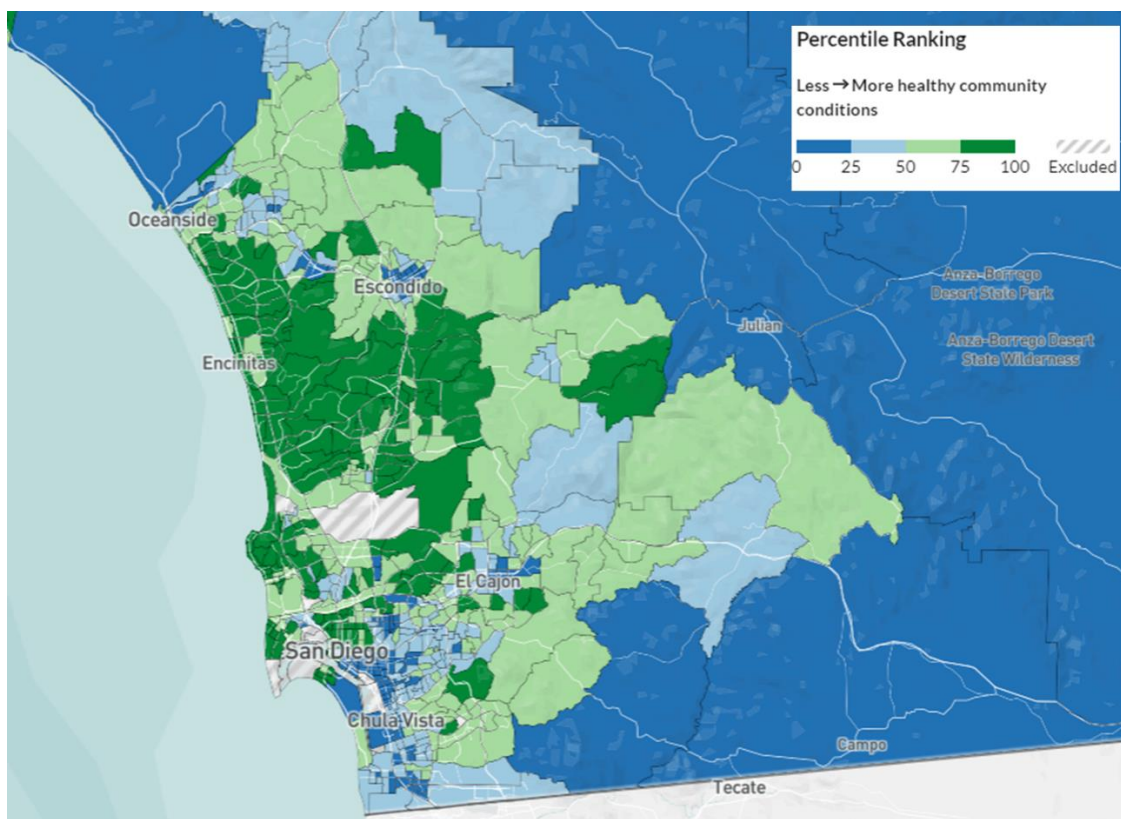 Percentile Ranking
Less → More healthy community
conditions
0 25 50 75 100 Excluded
Oceanside
Escondido
Anza-Borrego
Desert State Park
Julian
Anza-Borrego Desert
State Wilderness
Encinitas
El Cajon
San Diego
Chula Vista
Campo
Tecate